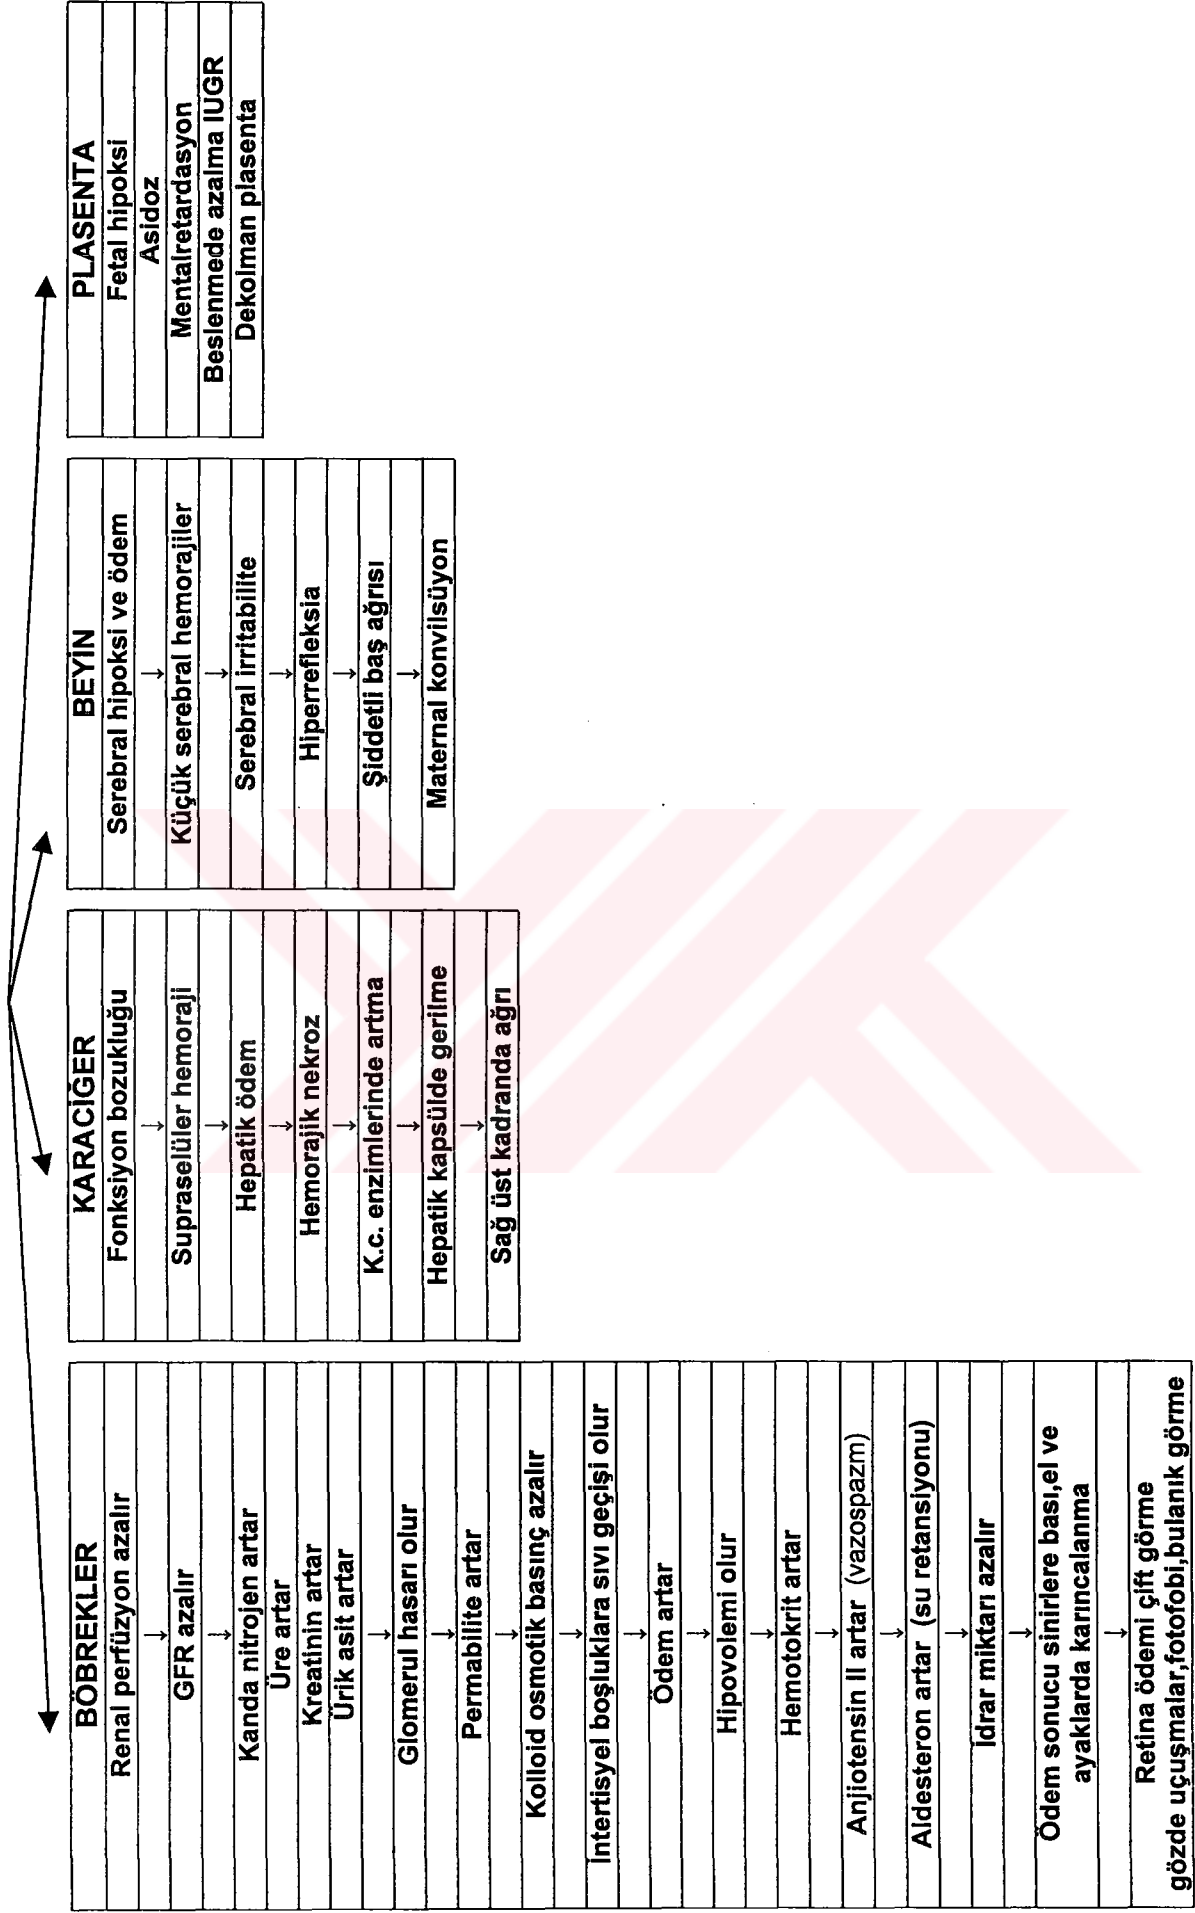 BÖBREKLER
Renal perfüzyon azalır
↓
GFR azalır
↓
Kanda nitrojen artar
Üre artar
Kreatinin artar
Ürik asit artar
↓
Glomerul hasarı olur
↓
Permabilite artar
↓
Kolloid osmotik basınç azalır
↓
İntertisyel boşluklara sıvı geçişi olur
↓
Ödem artar
↓
Hipovolemi olur
↓
Hemotokrit artar
↓
Anjiotensin II artar (vazospazm)
↓
Aldesteron artar (su retansiyonu)
↓
İdrar miktarı azalır
↓
Ödem sonucu sinirlere bası,el ve
ayaklarda karıncalanma
↓
Retina ödemi çift görme
gözde uçuşmalar,fotofobi,bulanık görme
KARACİĞER
Fonksiyon bozukluğu
↓
Supraselüler hemoraji
↓
Hepatik ödem
↓
Hemorajik nekroz
↓
K.c. enzimlerinde artma
↓
Hepatik kapsülde gerilme
↓
Sağ üst kadranda ağrı
BEYİN
Serebral hipoksi ve ödem
↓
Küçük serebral hemorajiler
↓
Serebral irritabilite
↓
Hiperrefleksia
↓
Şiddetli baş ağrısı
↓
Maternal konvilsüyon
PLASENTA
Fetal hipoksi
Asidoz
Mentalretardasyon
Beslenmede azalma IUGR
Dekolman plasenta